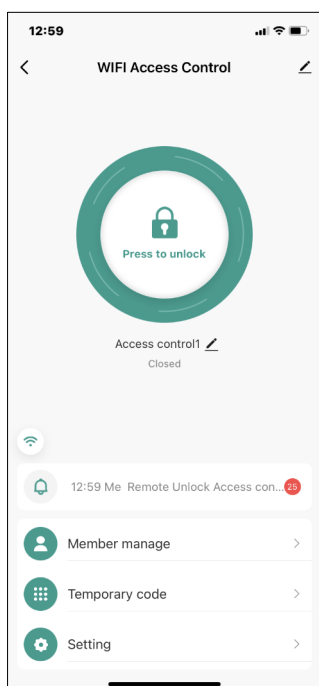 12:59
WIFI Access Control
Press to unlock
Access control1
Closed
12:59 Me Remote Unlock Access con... 25
Member manage
Temporary code
Setting